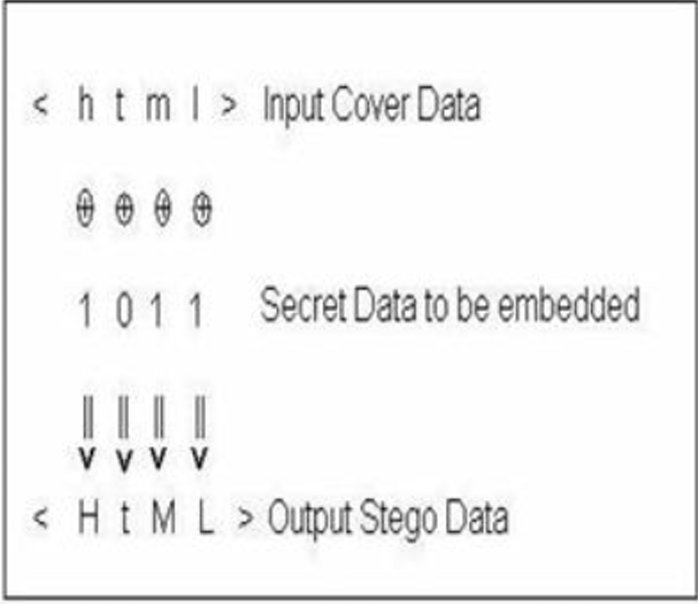 < h t m l > Input Cover Data
⊕ ⊕ ⊕ ⊕
1 0 1 1 Secret Data to be embedded
< H t M L > Output Stego Data